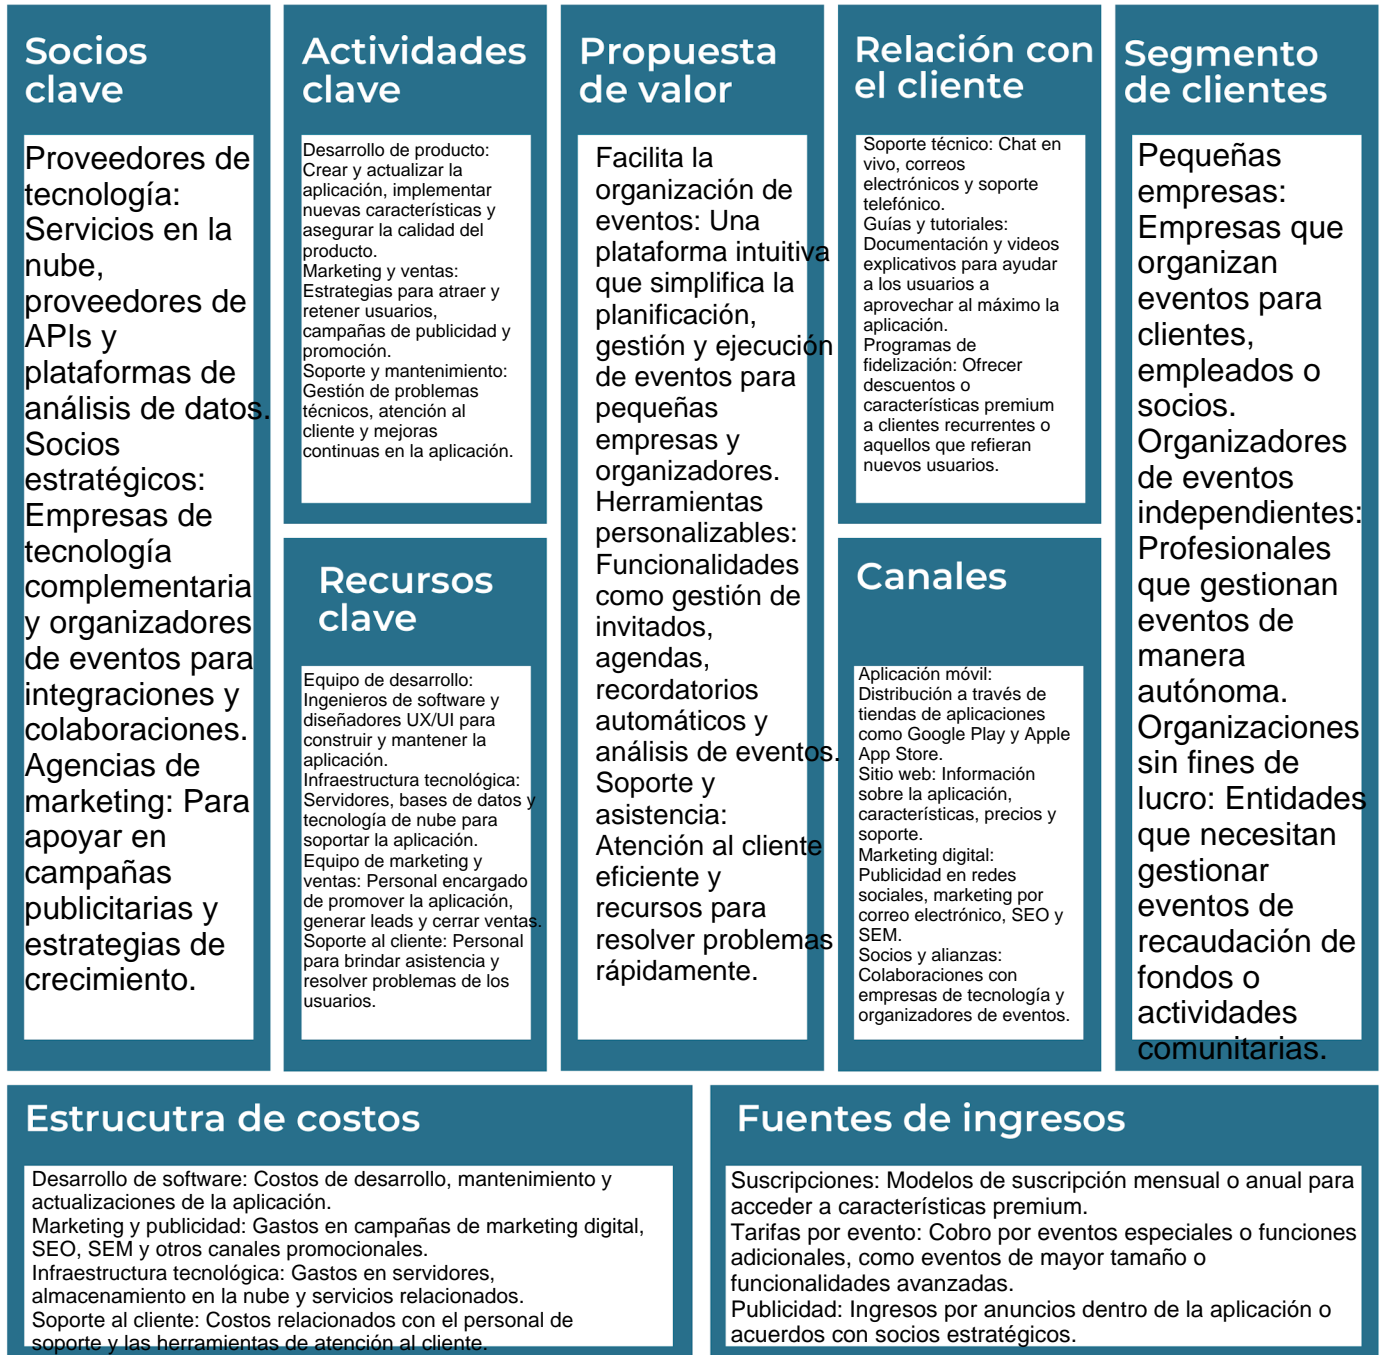 Socios
clave
Proveedores de
tecnología:
Servicios en la
nube,
proveedores de
APIs y
plataformas de
análisis de datos.
Socios
estratégicos:
Empresas de
tecnología
complementaria
y organizadores
de eventos para
integraciones y
colaboraciones.
Agencias de
marketing: Para
apoyar en
campañas
publicitarias y
estrategias de
crecimiento.
Actividades
clave
Desarrollo de producto:
Crear y actualizar la
aplicación, implementar
nuevas características y
asegurar la calidad del
producto.
Marketing y ventas:
Estrategias para atraer y
retener usuarios,
campañas de publicidad y
promoción.
Soporte y mantenimiento:
Gestión de problemas
técnicos, atención al
cliente y mejoras
continuas en la aplicación.
Recursos
clave
Equipo de desarrollo:
Ingenieros de software y
diseñadores UX/UI para
construir y mantener la
aplicación.
Infraestructura tecnológica:
Servidores, bases de datos y
tecnología de nube para
soportar la aplicación.
Equipo de marketing y
ventas: Personal encargado
de promover la aplicación,
generar leads y cerrar ventas.
Soporte al cliente: Personal
para brindar asistencia y
resolver problemas de los
usuarios.
Propuesta
de valor
Facilita la
organización de
eventos: Una
plataforma intuitiva
que simplifica la
planificación,
gestión y ejecución
de eventos para
pequeñas
empresas y
organizadores.
Herramientas
personalizables:
Funcionalidades
como gestión de
invitados,
agendas,
recordatorios
automáticos y
análisis de eventos.
Soporte y
asistencia:
Atención al cliente
eficiente y
recursos para
resolver problemas
rápidamente.
Relación con
el cliente
Soporte técnico: Chat en
vivo, correos
electrónicos y soporte
telefónico.
Guías y tutoriales:
Documentación y videos
explicativos para ayudar
a los usuarios a
aprovechar al máximo la
aplicación.
Programas de
fidelización: Ofrecer
descuentos o
características premium
a clientes recurrentes o
aquellos que refieran
nuevos usuarios.
Canales
Aplicación móvil:
Distribución a través de
tiendas de aplicaciones
como Google Play y Apple
App Store.
Sitio web: Información
sobre la aplicación,
características, precios y
soporte.
Marketing digital:
Publicidad en redes
sociales, marketing por
correo electrónico, SEO y
SEM.
Socios y alianzas:
Colaboraciones con
empresas de tecnología y
organizadores de eventos.
Segmento
de clientes
Pequeñas
empresas:
Empresas que
organizan
eventos para
clientes,
empleados o
socios.
Organizadores
de eventos
independientes:
Profesionales
que gestionan
eventos de
manera
autónoma.
Organizaciones
sin fines de
lucro: Entidades
que necesitan
gestionar
eventos de
recaudación de
fondos o
actividades
comunitarias.
Estrucutra de costos
Desarrollo de software: Costos de desarrollo, mantenimiento y
actualizaciones de la aplicación.
Marketing y publicidad: Gastos en campañas de marketing digital,
SEO, SEM y otros canales promocionales.
Infraestructura tecnológica: Gastos en servidores,
almacenamiento en la nube y servicios relacionados.
Soporte al cliente: Costos relacionados con el personal de
soporte y las herramientas de atención al cliente.
Fuentes de ingresos
Suscripciones: Modelos de suscripción mensual o anual para
acceder a características premium.
Tarifas por evento: Cobro por eventos especiales o funciones
adicionales, como eventos de mayor tamaño o
funcionalidades avanzadas.
Publicidad: Ingresos por anuncios dentro de la aplicación o
acuerdos con socios estratégicos.